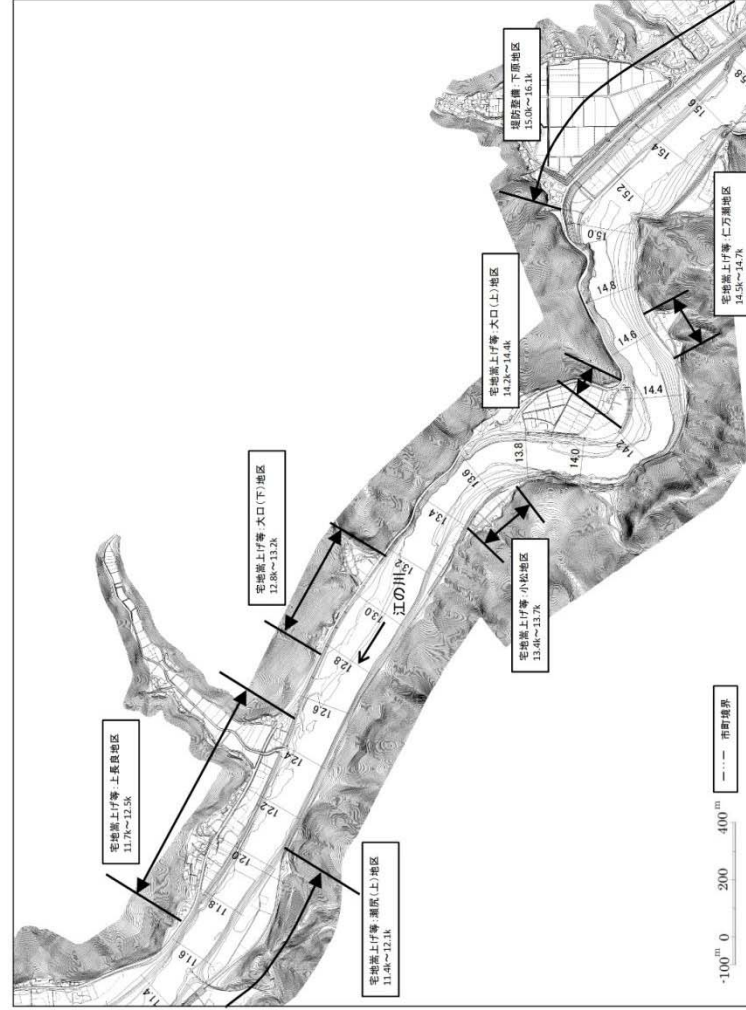 堤防整備:下原地区
15.0k~16.1k
宅地嵩上げ等:大口(上)地区
14.2k~14.4k
宅地嵩上げ等:仁万瀬地区
14.5k~14.7k
宅地嵩上げ等:大口(下)地区
12.8k~13.2k
宅地嵩上げ等:小松地区
13.4k~13.7k
宅地嵩上げ等:上長良地区
11.7k~12.5k
宅地嵩上げ等:瀬尻(上)地区
11.4k~12.1k
江の川
11.4
11.6
11.8
12.0
12.2
12.4
12.6
12.8
13.0
13.2
13.4
13.6
13.8
14.0
14.2
14.4
14.6
14.8
15.0
15.2
15.4
15.6
15.8
市町境界
-100m 0 200 400m